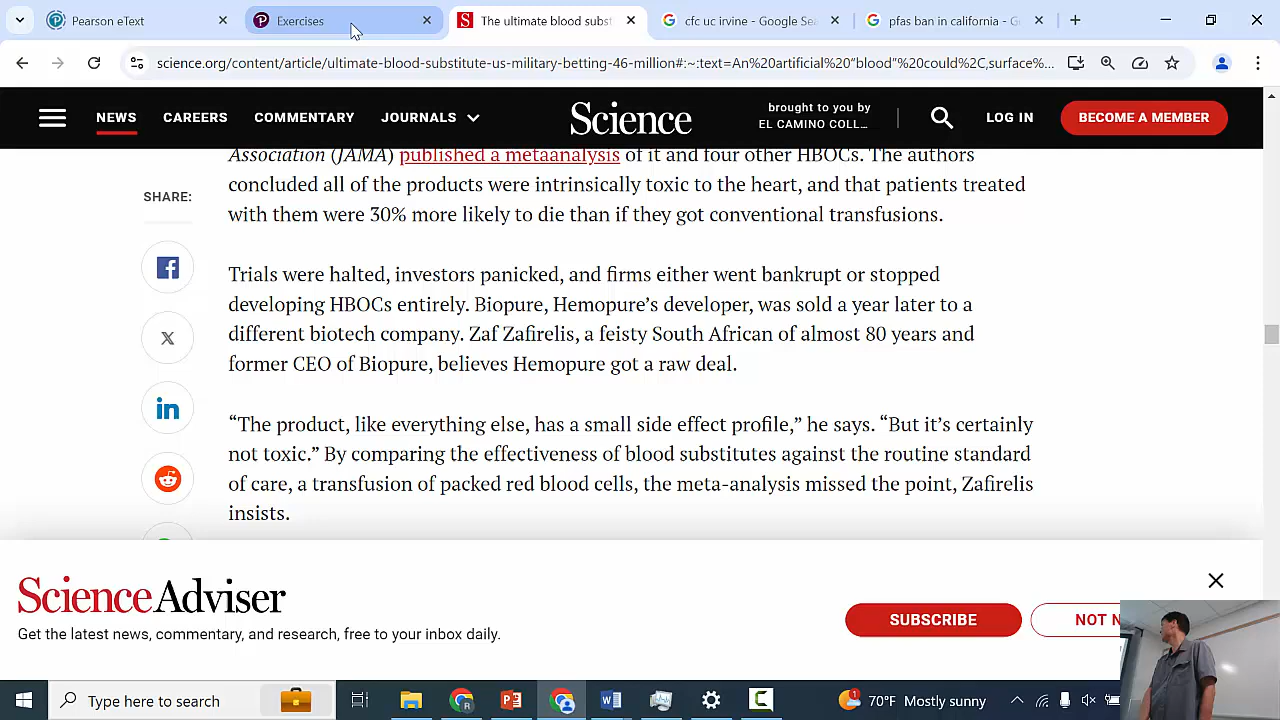 Pearson eText
Exercises
The ultimate blood subst
cfc uc irvine - Google Sea
pfas ban in california - G
science.org/content/article/ultimate-blood-substitute-us-military-betting-46-million#:~:text=An%20artificial%20“blood”%20could%2C,surface%...
NEWS CAREERS COMMENTARY JOURNALS
Science
brought to you by
EL CAMINO COLL...
LOG IN
BECOME A MEMBER
SHARE:
Association (JAMA) published a metaanalysis of it and four other HBOCs. The authors
concluded all of the products were intrinsically toxic to the heart, and that patients treated
with them were 30% more likely to die than if they got conventional transfusions.
Trials were halted, investors panicked, and firms either went bankrupt or stopped
developing HBOCs entirely. Biopure, Hemopure’s developer, was sold a year later to a
different biotech company. Zaf Zafirelis, a feisty South African of almost 80 years and
former CEO of Biopure, believes Hemopure got a raw deal.
“The product, like everything else, has a small side effect profile,” he says. “But it’s certainly
not toxic.” By comparing the effectiveness of blood substitutes against the routine standard
of care, a transfusion of packed red blood cells, the meta-analysis missed the point, Zafirelis
insists.
ScienceAdviser
Get the latest news, commentary, and research, free to your inbox daily.
SUBSCRIBE
NOT N
Type here to search
70°F Mostly sunny